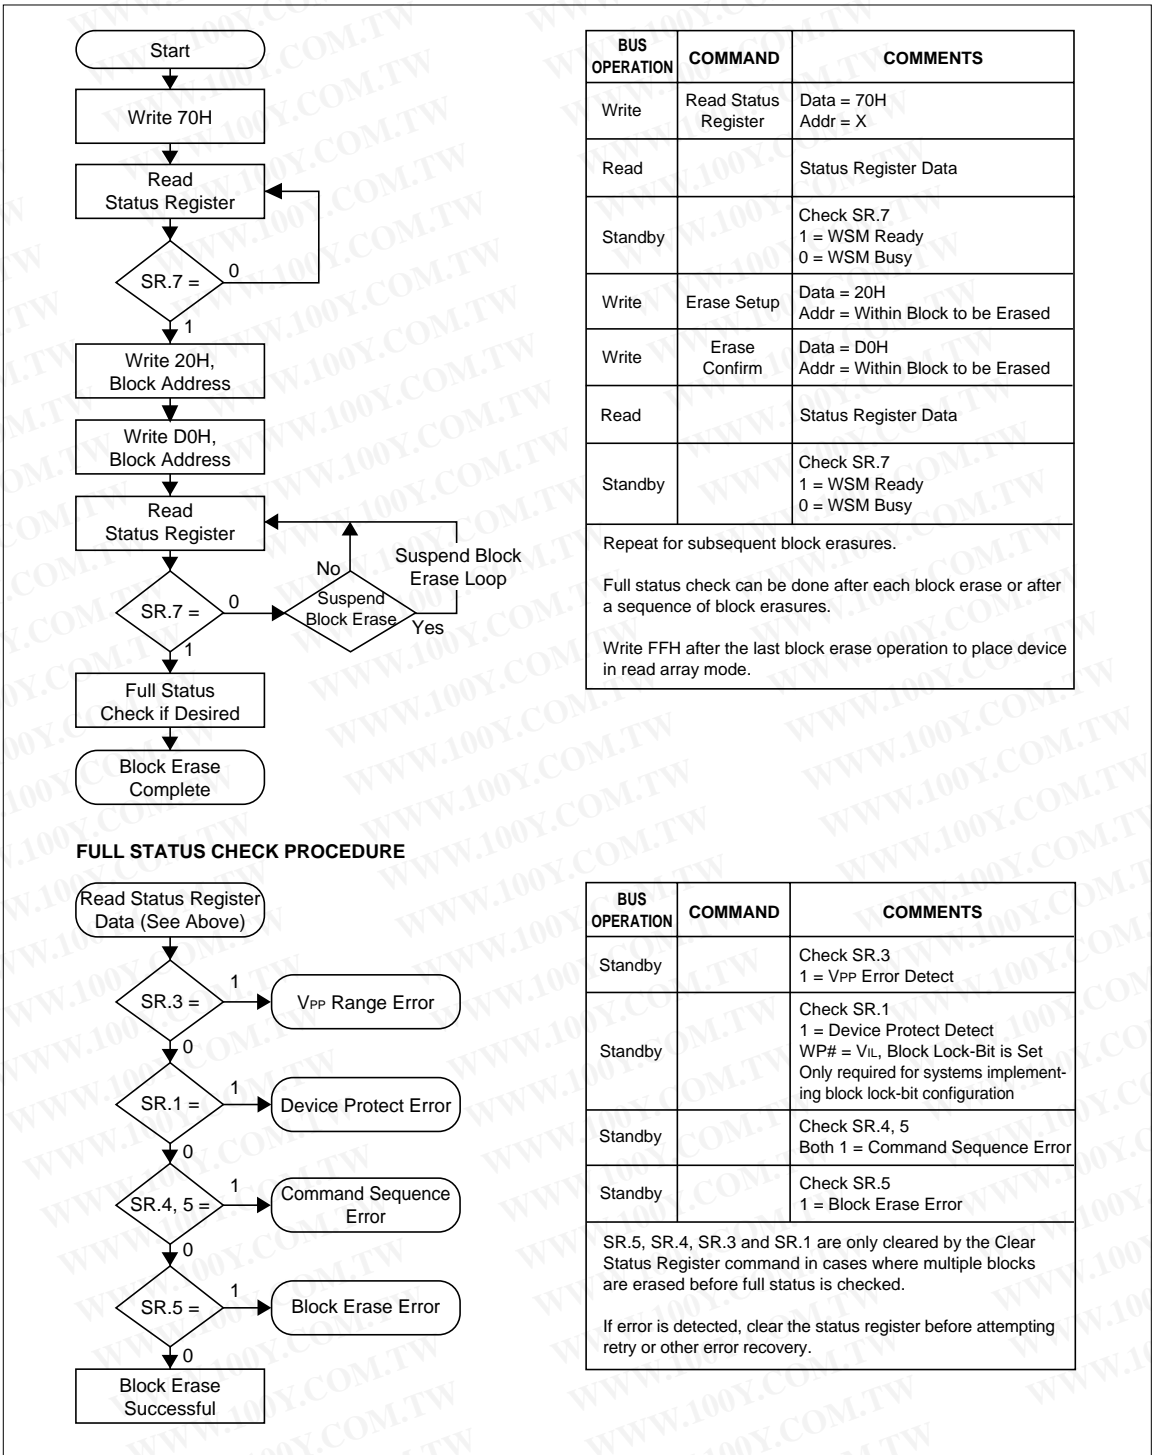 Start
Write 70H
Read
Status Register
SR.7 =
0
1
Write 20H,
Block Address
Write D0H,
Block Address
Read
Status Register
SR.7 =
0
1
No
Suspend
Block Erase
Yes
Suspend Block
Erase Loop
Full Status
Check if Desired
Block Erase
Complete
BUS OPERATION COMMAND COMMENTS
Write Read Status Register Data = 70H
Addr = X
Read Status Register Data
Standby Check SR.7
1 = WSM Ready
0 = WSM Busy
Write Erase Setup Data = 20H
Addr = Within Block to be Erased
Write Erase Confirm Data = D0H
Addr = Within Block to be Erased
Read Status Register Data
Standby Check SR.7
1 = WSM Ready
0 = WSM Busy
Repeat for subsequent block erasures.
Full status check can be done after each block erase or after
a sequence of block erasures.
Write FFH after the last block erase operation to place device
in read array mode.
FULL STATUS CHECK PROCEDURE
Read Status Register
Data (See Above)
SR.3 =
1
VPP Range Error
0
SR.1 =
1
Device Protect Error
0
SR.4, 5 =
1
Command Sequence
Error
0
SR.5 =
1
Block Erase Error
0
Block Erase
Successful
BUS OPERATION COMMAND COMMENTS
Standby Check SR.3
1 = VPP Error Detect
Standby Check SR.1
1 = Device Protect Detect
WP# = VIL, Block Lock-Bit is Set
Only required for systems implement-
ing block lock-bit configuration
Standby Check SR.4, 5
Both 1 = Command Sequence Error
Standby Check SR.5
1 = Block Erase Error
SR.5, SR.4, SR.3 and SR.1 are only cleared by the Clear
Status Register command in cases where multiple blocks
are erased before full status is checked.
If error is detected, clear the status register before attempting
retry or other error recovery.
WWW.100Y.COM.TW